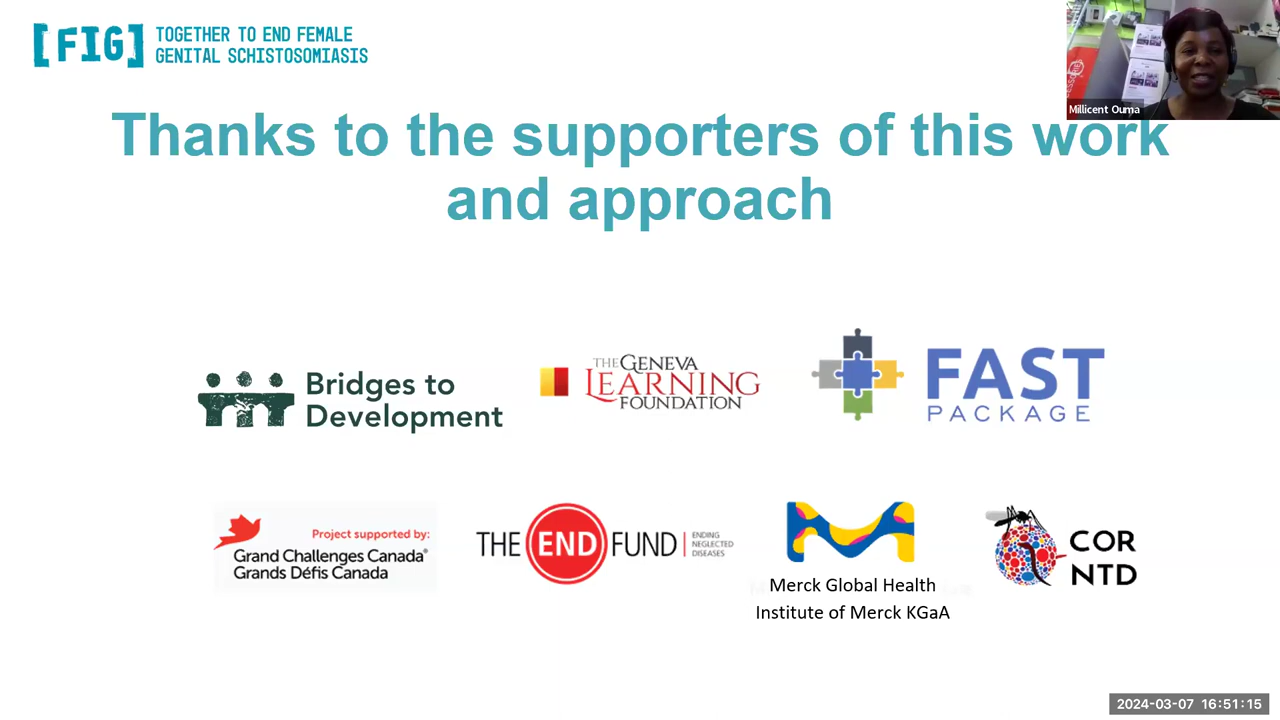 [FIG] TOGETHER TO END FEMALE
GENITAL SCHISTOSOMIASIS
Millicent Ouma
Thanks to the supporters of this work
and approach
Bridges to
Development
THE GENEVA
LEARNING
FOUNDATION
FAST
PACKAGE
Project supported by:
Grand Challenges Canada®
Grands Défis Canada
THE END FUND
ENDING
NEGLECTED
DISEASES
Merck Global Health
Institute of Merck KGaA
COR
NTD
2024-03-07 16:51:15